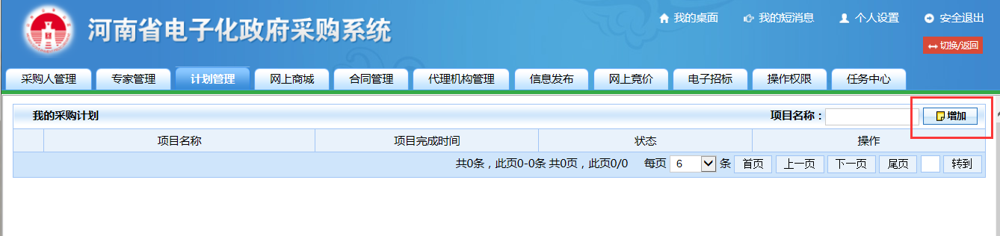 我的桌面 我的短消息 个人设置 安全退出
河南省电子化政府采购系统
切换/返回
采购人管理 专家管理 计划管理 网上商城 合同管理 代理机构管理 信息发布 网上竞价 电子招标 操作权限 任务中心
我的采购计划 项目名称： 增加
项目名称 项目完成时间 状态 操作
共0条，此页0-0条 共0页，此页0/0 每页 6 条 首页 上一页 下一页 尾页 转到